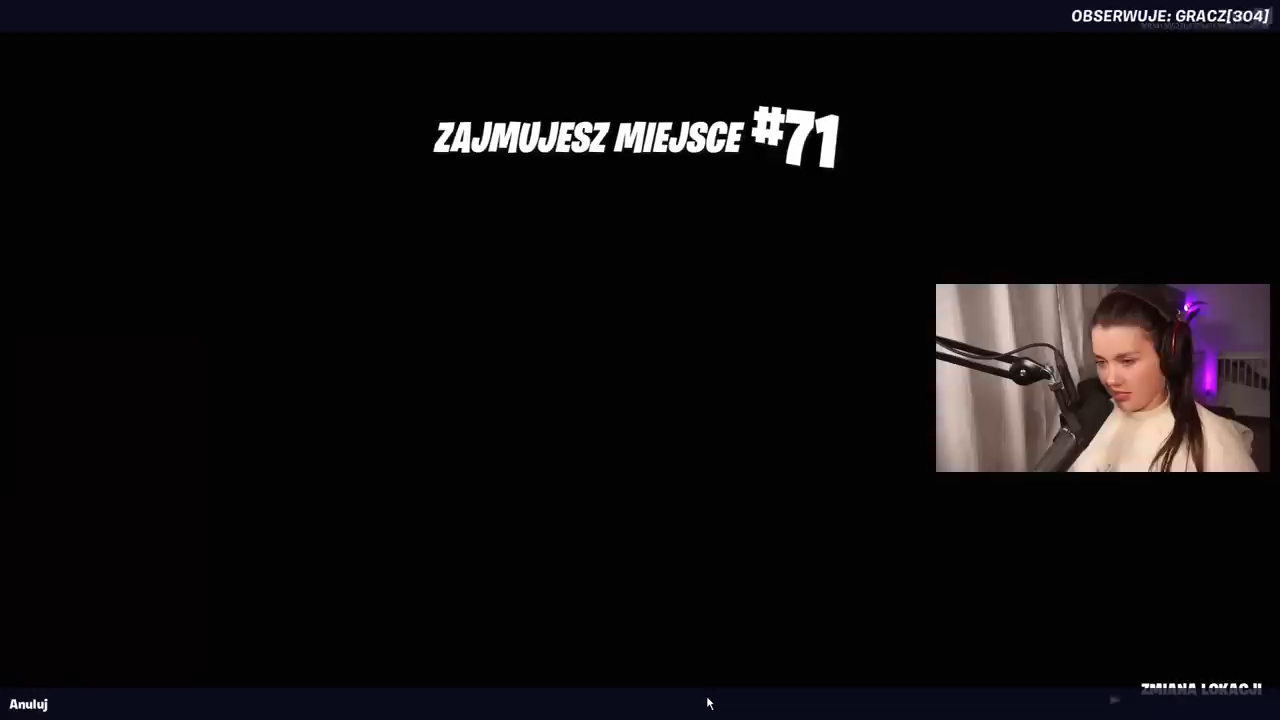 OBSERWUJE: GRACZ[304]
ZAJMUJESZ MIEJSCE #71
ZMIANA LOKACJI
Anuluj